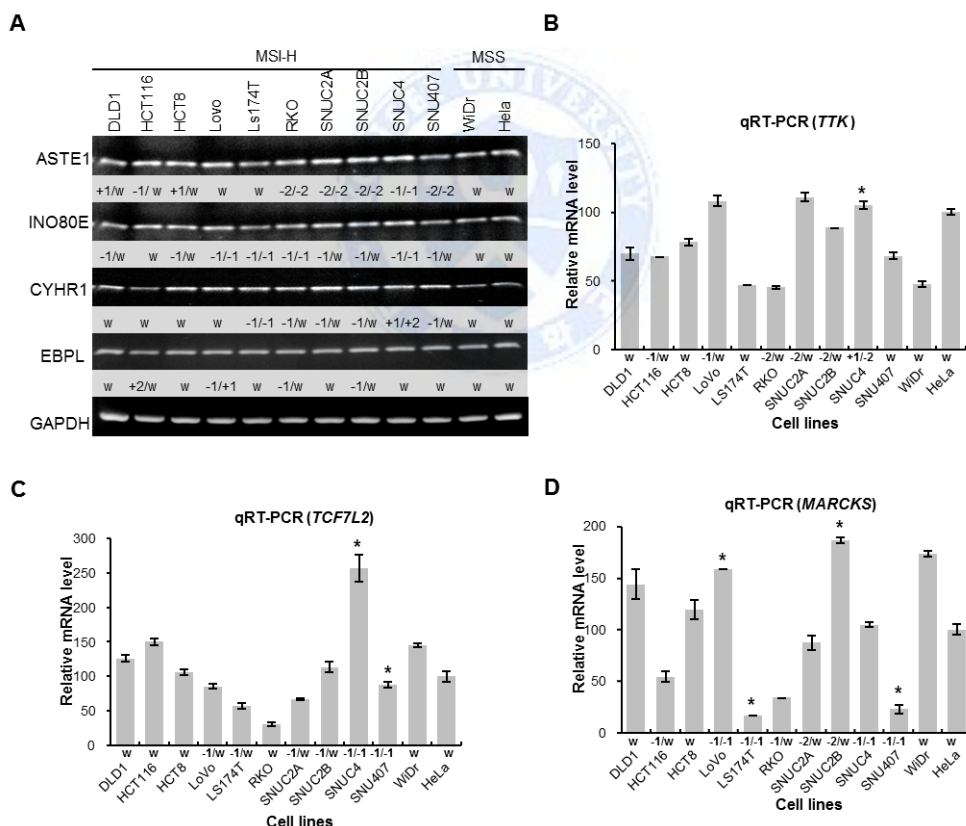 A
MSI-H MSS
DLD1 HCT116 HCT8 Lovo Ls174T RKO SNUC2A SNUC2B SNUC4 SNU407 WiDr Hela
ASTE1
+1/w -1/w +1/w w w -2/-2 -2/-2 -2/-2 -1/-1 -2/-2 w w
INO80E
-1/w w -1/w -1/-1 -1/-1 -1/-1 -1/w -1/w -1/-1 -1/w w w
CYHR1
w w w w -1/-1 -1/w -1/w -1/w +1/+2 -1/w w w
EBPL
w +2/w w -1/+1 w -1/w w -1/w w w w w
GAPDH
B
qRT-PCR (TTK)
Relative mRNA level
150
100
50
0
*
w -1/w w -1/w w -2/w -2/w -2/w +1/-2 w w w
DLD1 HCT116 HCT8 LoVo LS174T RKO SNUC2A SNUC2B SNUC4 SNU407 WiDr HeLa
Cell lines
C
qRT-PCR (TCF7L2)
Relative mRNA level
300
250
200
150
100
50
0
* *
w w w -1/w -1/w w -1/w -1/w -1/-1 -1/-1 w w
DLD1 HCT116 HCT8 LoVo LS174T RKO SNUC2A SNUC2B SNUC4 SNU407 WiDr HeLa
Cell lines
D
qRT-PCR (MARCKS)
Relative mRNA level
200
150
100
50
0
* * * *
w -1/w w -1/-1 -1/-1 -1/w -2/w -2/w -1/-1 -1/-1 w w
DLD1 HCT116 HCT8 LoVo LS174T RKO SNUC2A SNUC2B SNUC4 SNU407 WiDr HeLa
Cell lines
UNIVERSITY